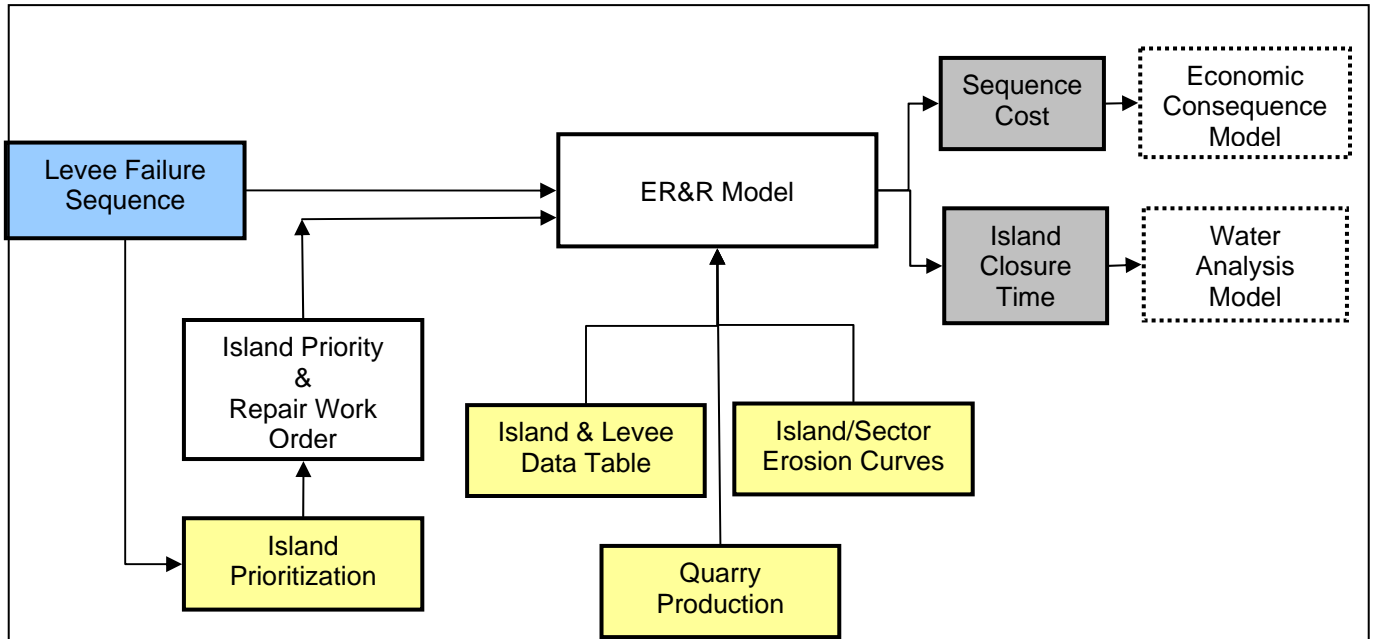 Levee Failure
Sequence
ER&R Model
Sequence
Cost
Economic
Consequence
Model
Island
Closure
Time
Water
Analysis
Model
Island Priority
&
Repair Work
Order
Island & Levee
Data Table
Island/Sector
Erosion Curves
Island
Prioritization
Quarry
Production